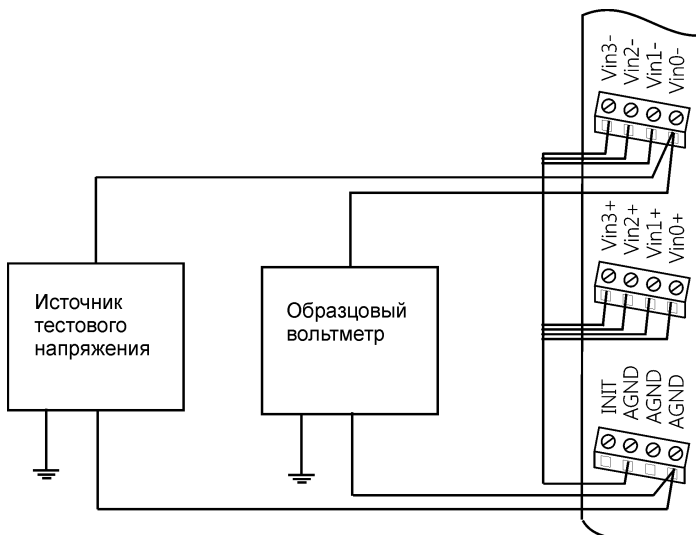 Vin3-
Vin2-
Vin1-
Vin0-
Vin3+
Vin2+
Vin1+
Vin0+
Источник
тестового
напряжения
Образцовый
вольтметр
INIT
AGND
AGND
AGND